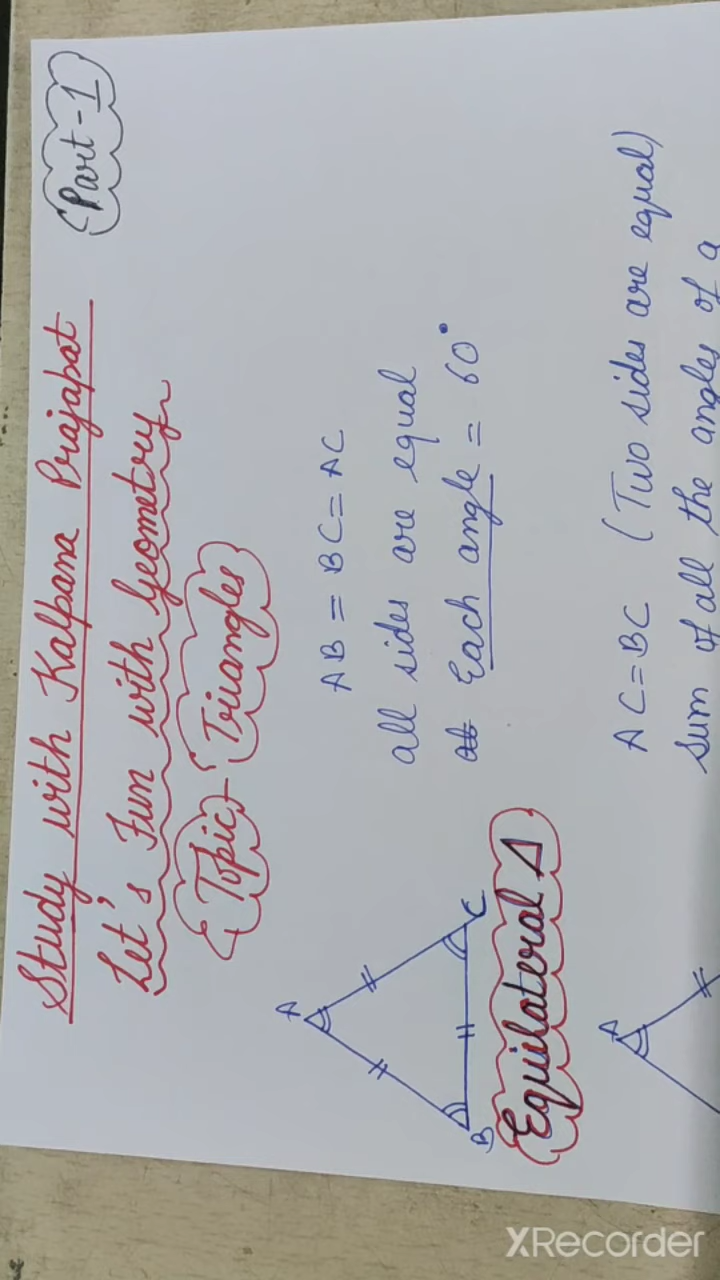 Part-1
Study with Kalpana Prajapat
Let's Fun with Geometry
Topic - Triangles
A
B
C
AB = BC = AC
all sides are equal
Each angle = 60°
Equilateral Δ
A
AC=BC (Two sides are equal)
Sum of all the angles of a
XRecorder